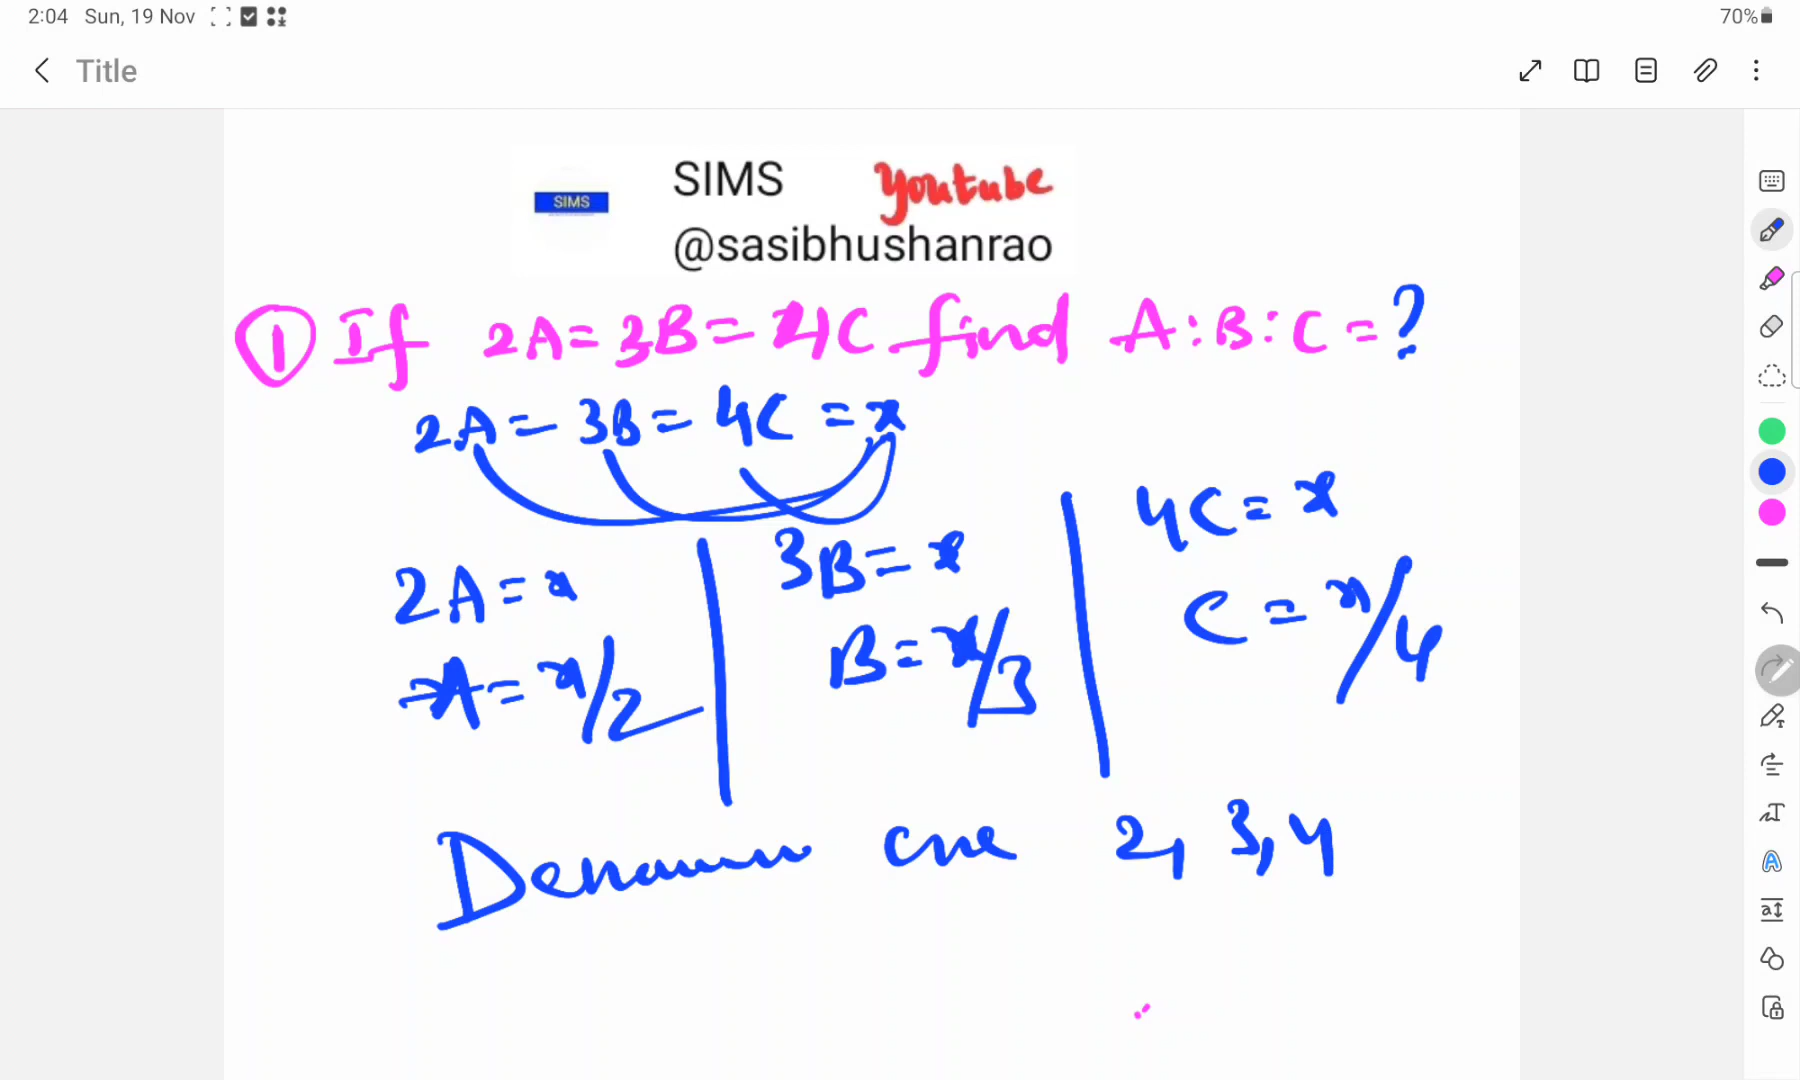 2:04 Sun, 19 Nov 70%
Title
SIMS
SIMS Youtube
@sasibhushanrao
① If 2A = 3B = 4C find A : B : C = ?
2A = 3B = 4C = x
2A = x
A = x/2
3B = x
B = x/3
4C = x
C = x/4
2, 3, 4